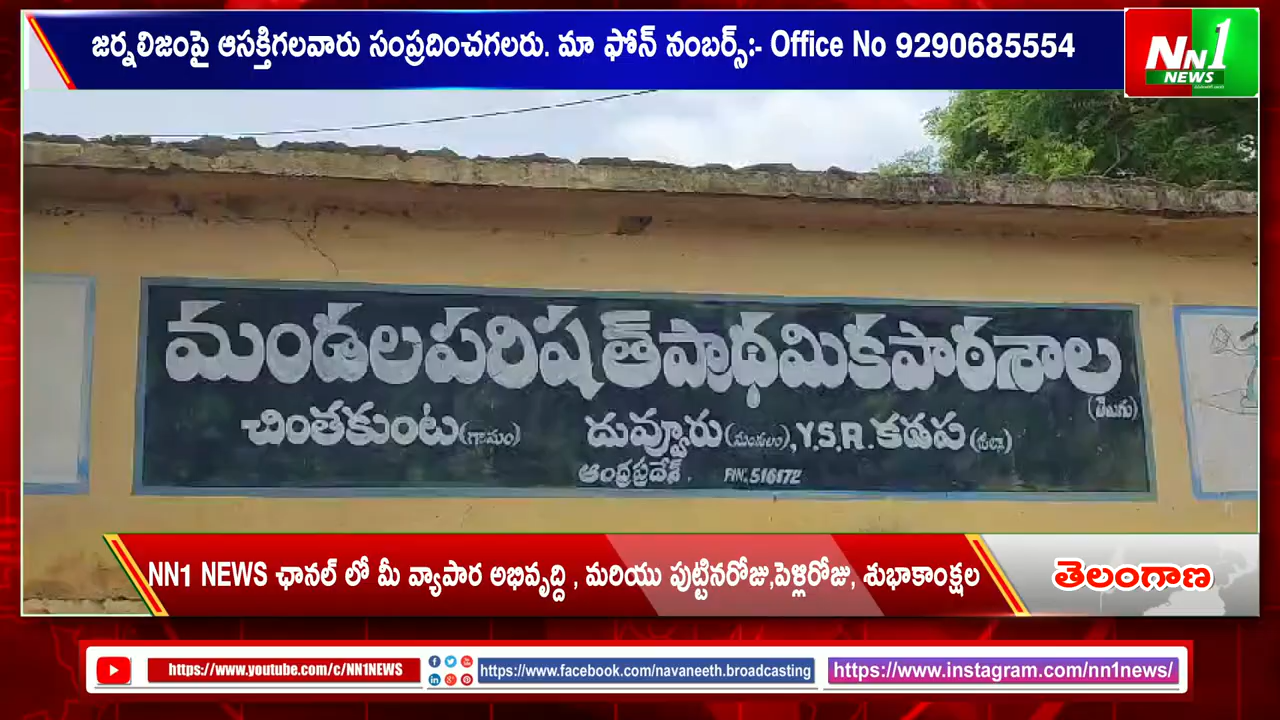 జర్నలిజంపై ఆసక్తిగలవారు సంప్రదించగలరు. మా ఫోన్ నంబర్స్:- Office No 9290685554
NN1
NEWS
మండలపరిషత్ ప్రాథమికపాఠశాల
(తెలుగు)
చింతకుంట(గ్రామం) దువ్వూరు(మండలం),Y.S.R.కడప(జిల్లా)
ఆంధ్రప్రదేశ్. PIN.516172
NN1 NEWS ఛానల్ లో మీ వ్యాపార అభివృద్ది , మరియు పుట్టినరోజు,పెళ్లిరోజు, శుభాకాంక్షల
తెలంగాణ
https://www.youtube.com/c/NN1NEWS
https://www.facebook.com/navaneeth.broadcasting
https://www.instagram.com/nn1news/